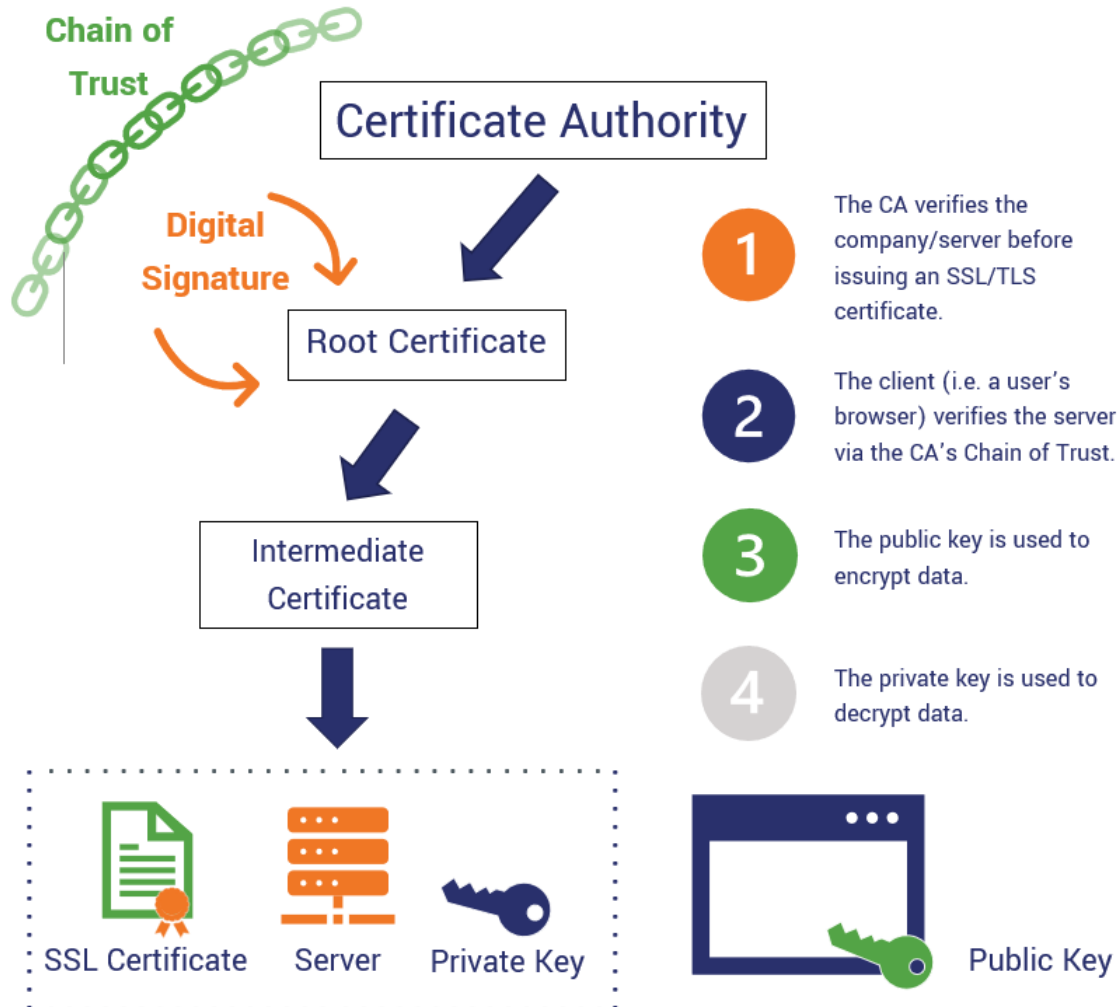 Chain of
Trust
Certificate Authority
Digital
Signature
Root Certificate
Intermediate
Certificate
1
The CA verifies the
company/server before
issuing an SSL/TLS
certificate.
2
The client (i.e. a user's
browser) verifies the server
via the CA's Chain of Trust.
3
The public key is used to
encrypt data.
4
The private key is used to
decrypt data.
SSL Certificate
Server
Private Key
Public Key